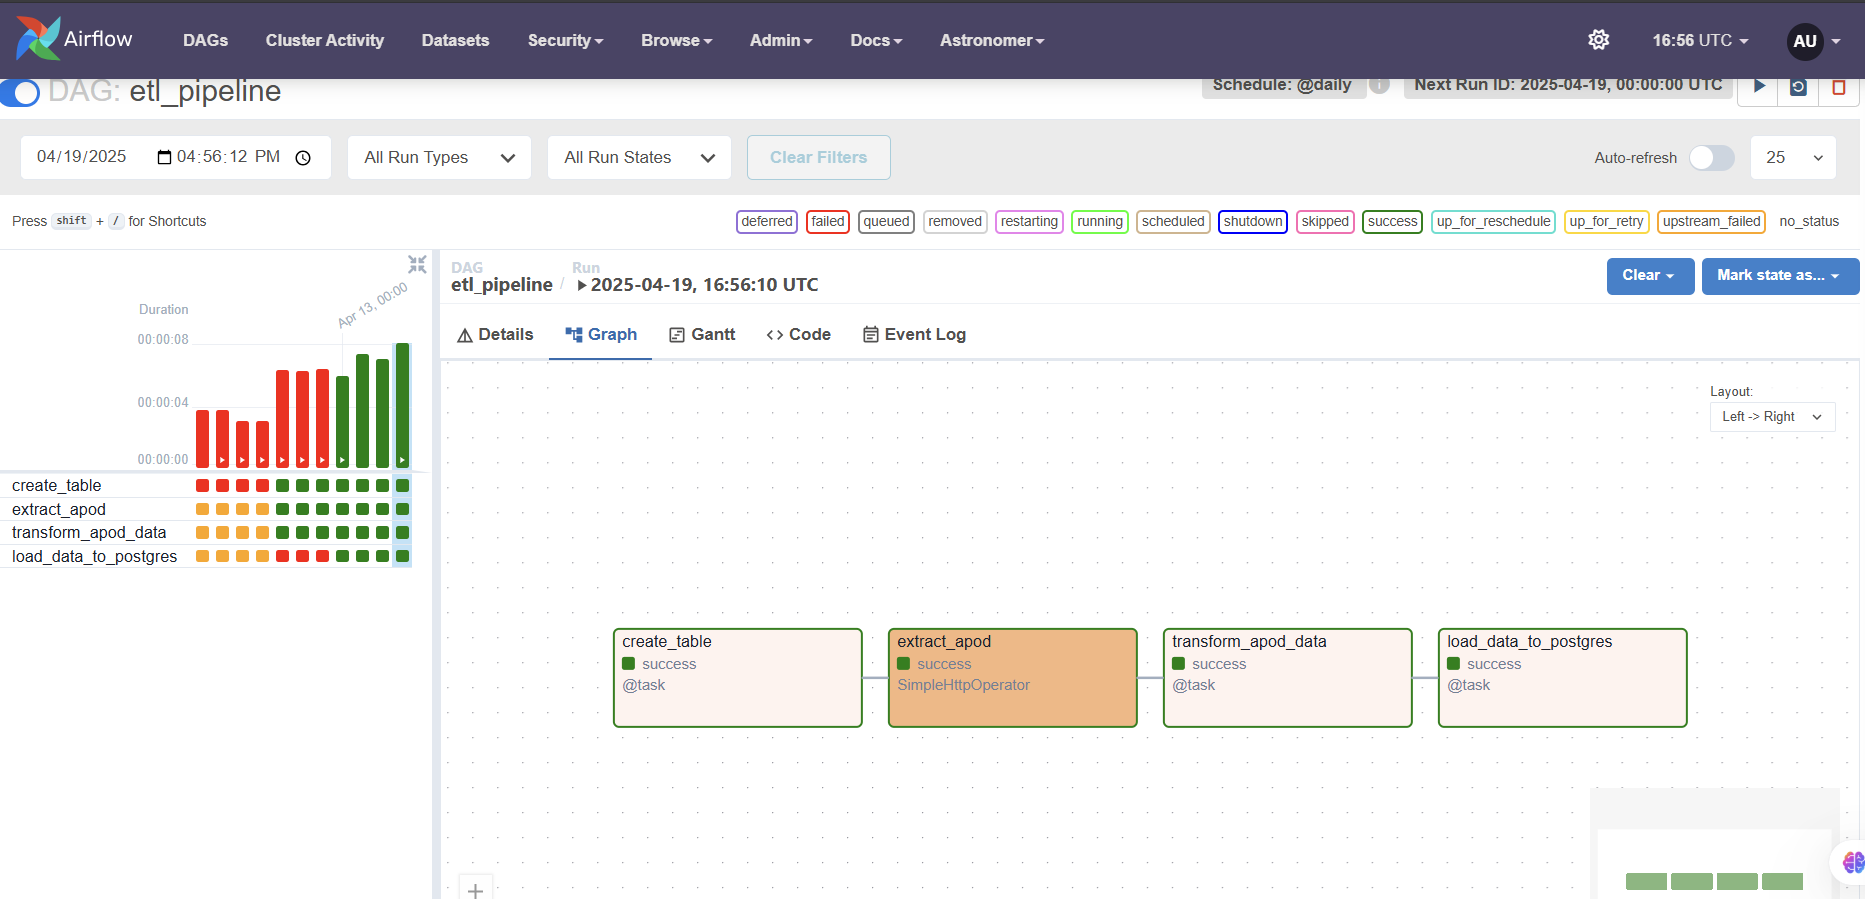 Airflow DAGs Cluster Activity Datasets Security Browse Admin Docs Astronomer 16:56 UTC AU
DAG: etl_pipeline Schedule: @daily i Next Run ID: 2025-04-19, 00:00:00 UTC
04/19/2025 04:56:12 PM All Run Types All Run States Clear Filters Auto-refresh 25
Press shift + / for Shortcuts deferred failed queued removed restarting running scheduled shutdown skipped success up_for_reschedule up_for_retry upstream_failed no_status
DAG Run
etl_pipeline / 2025-04-19, 16:56:10 UTC Clear Mark state as...
Apr 13, 00:00
Duration
00:00:08
00:00:04
00:00:00
create_table
extract_apod
transform_apod_data
load_data_to_postgres
Details Graph Gantt Code Event Log
Layout:
Left -> Right
create_table
success
@task
extract_apod
success
SimpleHttpOperator
transform_apod_data
success
@task
load_data_to_postgres
success
@task
+